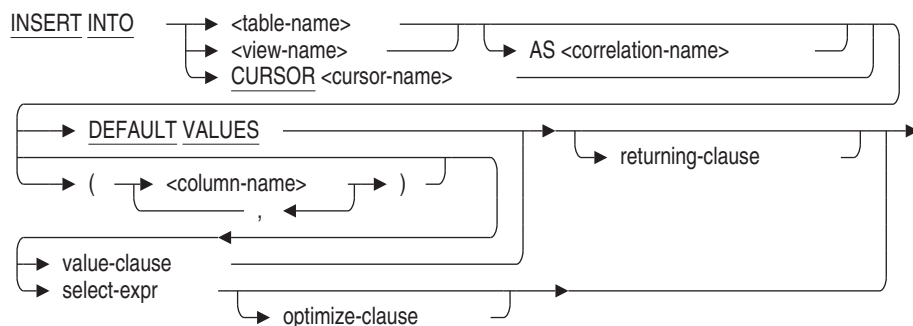 INSERT INTO <table-name>
<view-name> AS <correlation-name>
CURSOR <cursor-name>
DEFAULT VALUES
returning-clause
( <column-name> )
,
value-clause
select-expr
optimize-clause